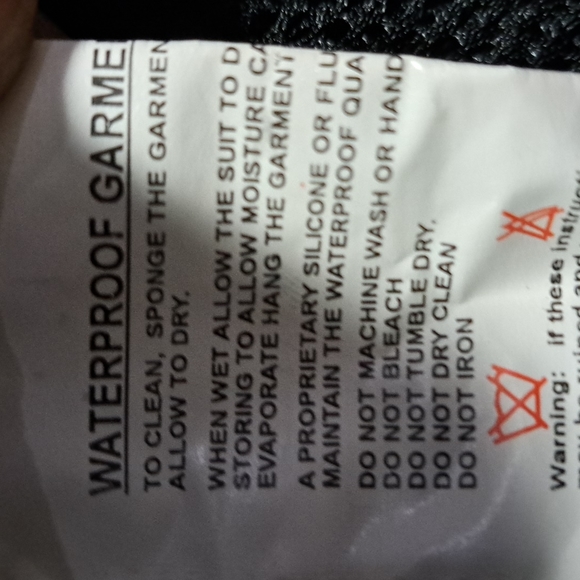 WATERPROOF GARME
TO CLEAN, SPONGE THE GARMEN
ALLOW TO DRY.
WHEN WET ALLOW THE SUIT TO D
STORING TO ALLOW MOISTURE CA
EVAPORATE HANG THE GARMENT
A PROPRIETARY SILICONE OR FLU
MAINTAIN THE WATERPROOF QUA
DO NOT MACHINE WASH OR HAND
DO NOT BLEACH
DO NOT TUMBLE DRY.
DO NOT DRY CLEAN
DO NOT IRON
Warning: if these instruc